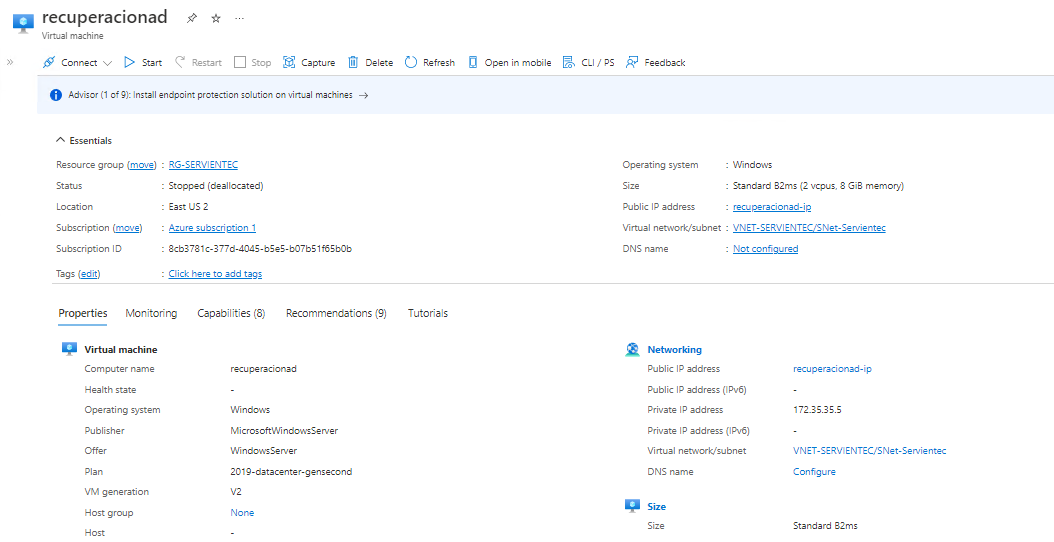 recuperacionad
Virtual machine
Connect
Start
Restart
Stop
Capture
Delete
Refresh
Open in mobile
CLI / PS
Feedback
Advisor (1 of 9): Install endpoint protection solution on virtual machines →
Essentials
Resource group (move) : RG-SERVIENTEC
Status : Stopped (deallocated)
Location : East US 2
Subscription (move) : Azure subscription 1
Subscription ID : 8cb3781c-377d-4045-b5e5-b07b51f65b0b
Tags (edit) : Click here to add tags
Operating system : Windows
Size : Standard B2ms (2 vcpus, 8 GiB memory)
Public IP address : recuperacionad-ip
Virtual network/subnet : VNET-SERVIENTEC/SNet-Servientec
DNS name : Not configured
Properties
Monitoring
Capabilities (8)
Recommendations (9)
Tutorials
Virtual machine
Computer name recuperacionad
Health state -
Operating system Windows
Publisher MicrosoftWindowsServer
Offer WindowsServer
Plan 2019-datacenter-gensecond
VM generation V2
Host group None
Host -
Networking
Public IP address recuperacionad-ip
Public IP address (IPv6) -
Private IP address 172.35.35.5
Private IP address (IPv6) -
Virtual network/subnet VNET-SERVIENTEC/SNet-Servientec
DNS name Configure
Size
Size Standard B2ms